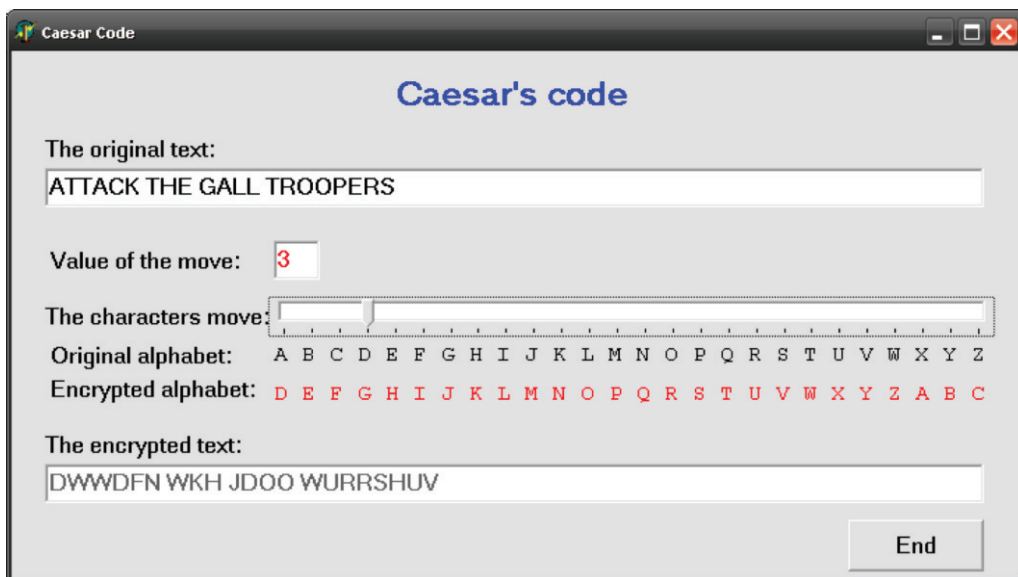 Caesar Code
Caesar's code
The original text:
ATTACK THE GALL TROOPERS
Value of the move: 3
The characters move:
Original alphabet: A B C D E F G H I J K L M N O P Q R S T U V W X Y Z
Encrypted alphabet: D E F G H I J K L M N O P Q R S T U V W X Y Z A B C
The encrypted text:
DWWDFN WKH JDOO WURRSHUV
End